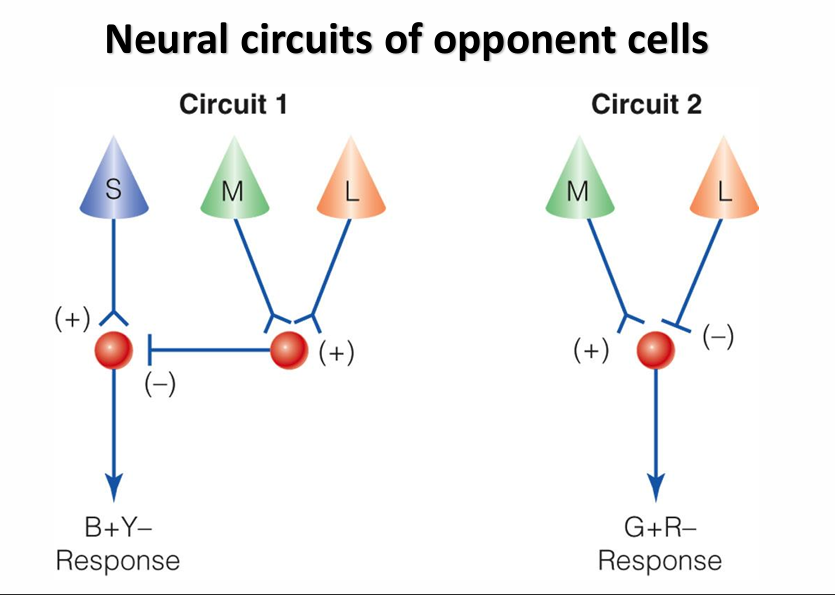 Neural circuits of opponent cells
Circuit 1
Circuit 2
S
M
L
M
L
(+)
(–)
(+)
(+)
(–)
B+Y–
Response
G+R–
Response